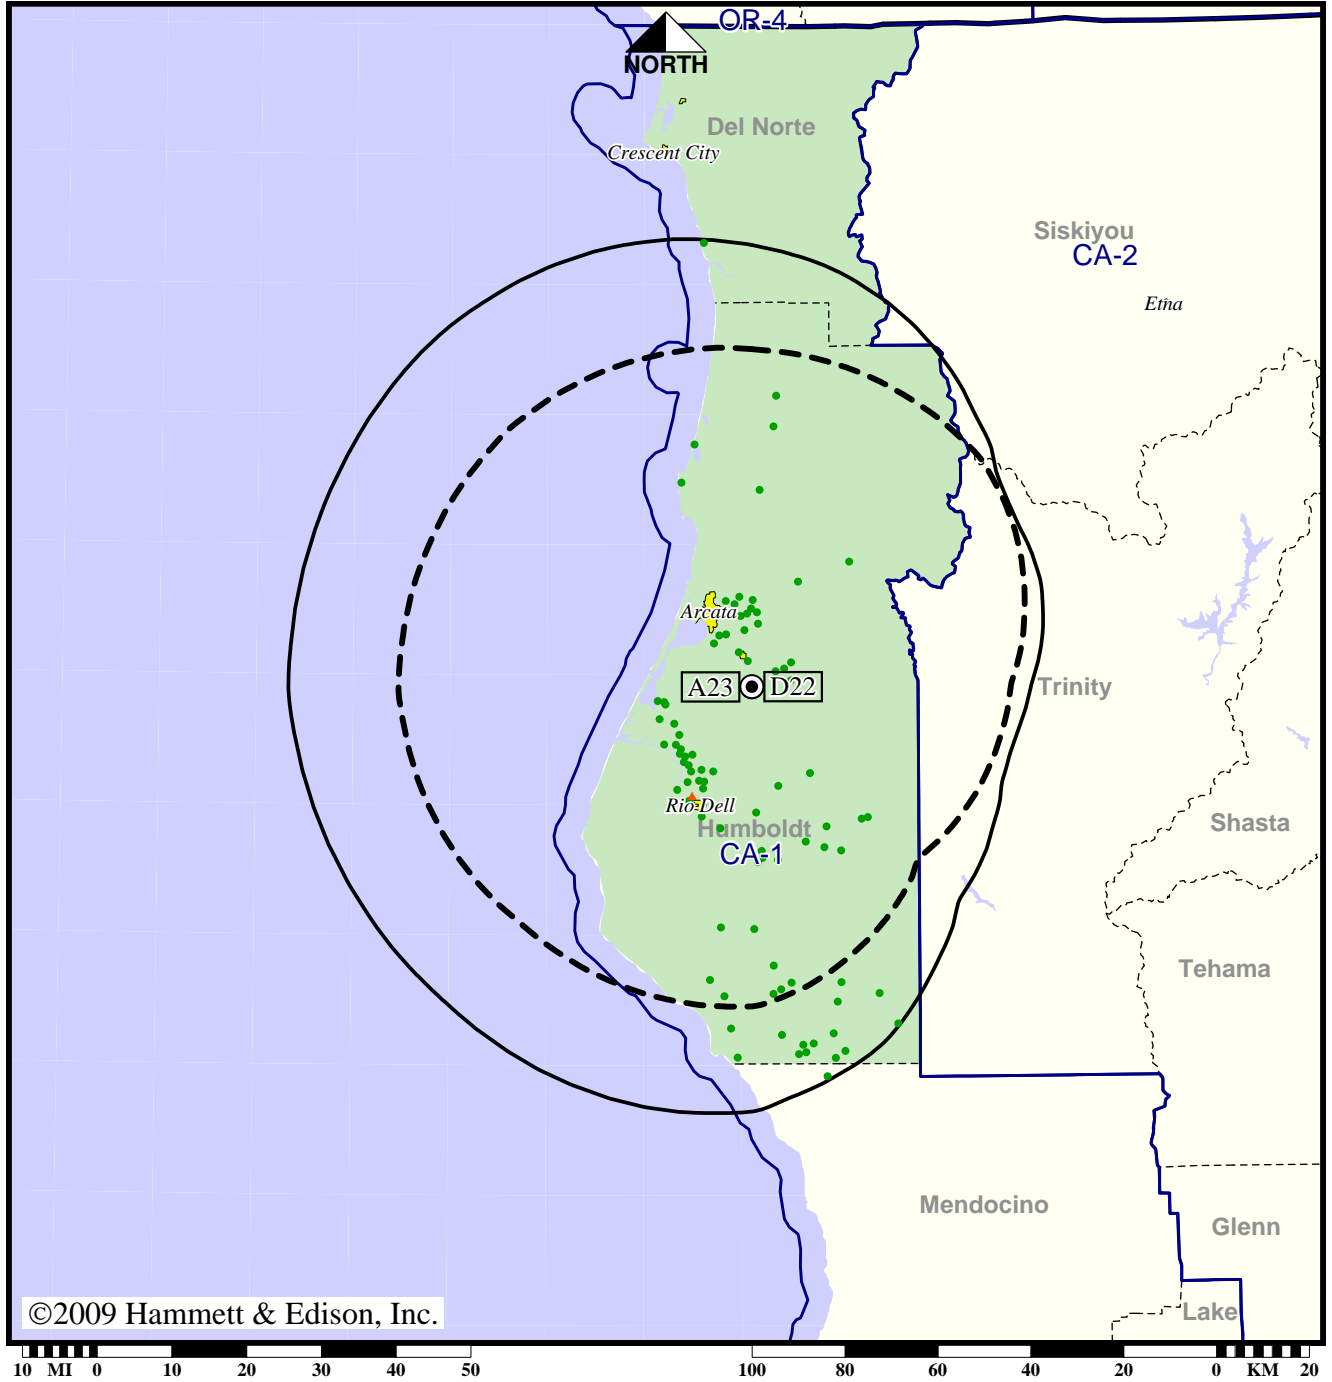 OR-4
NORTH
Del Norte
Crescent City
Siskiyou
CA-2
Etna
Arcata
A23
D22
Trinity
Rio Dell
Humboldt
CA-1
Shasta
Tehama
Mendocino
Glenn
Lake
©2009 Hammett & Edison, Inc.
10 MI 0 10 20 30 40 50 100 80 60 40 20 0 KM 20